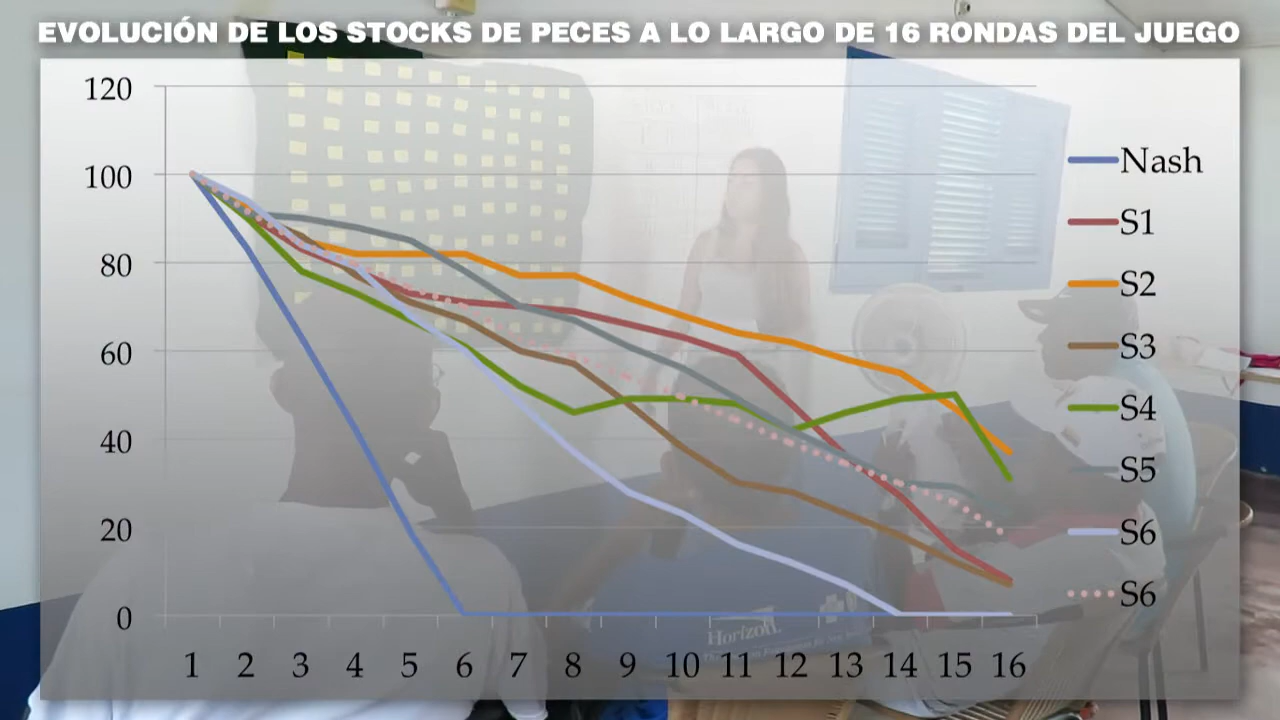 EVOLUCIÓN DE LOS STOCKS DE PECES A LO LARGO DE 16 RONDAS DEL JUEGO
120
100
80
60
40
20
0
1 2 3 4 5 6 7 8 9 10 11 12 13 14 15 16
Nash
S1
S2
S3
S4
S5
S6
S6
Horizon